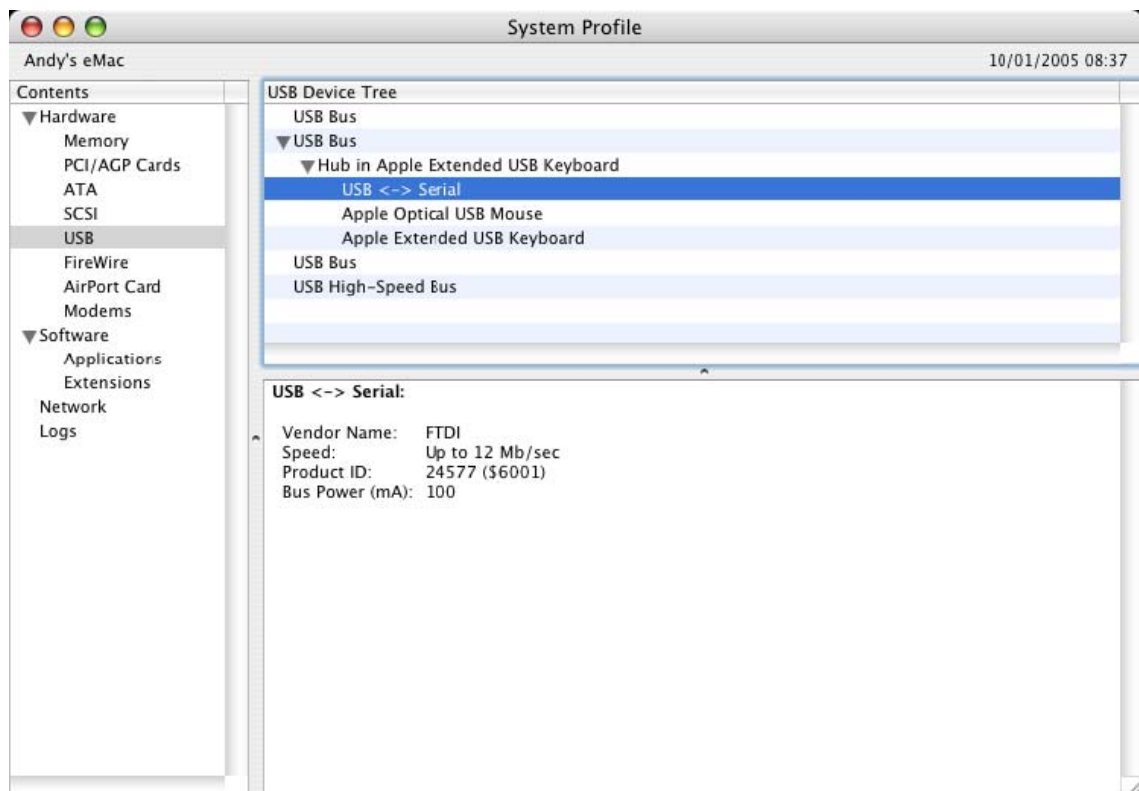 System Profile
Andy's eMac
10/01/2005 08:37
Contents
Hardware
Memory
PCI/AGP Cards
ATA
SCSI
USB
FireWire
AirPort Card
Modems
Software
Applications
Extensions
Network
Logs
USB Device Tree
USB Bus
USB Bus
Hub in Apple Extended USB Keyboard
USB <-> Serial
Apple Optical USB Mouse
Apple Extended USB Keyboard
USB Bus
USB High-Speed Bus
USB <-> Serial:
Vendor Name: FTDI
Speed: Up to 12 Mb/sec
Product ID: 24577 ($6001)
Bus Power (mA): 100